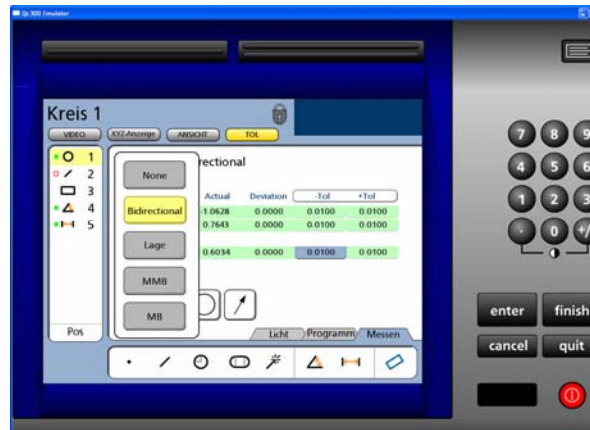 Qc300 Emulator
Kreis 1
VIDEO XYZ-Anzeige ANSICHT TOL
1
2
3
4
5
Pos
None
Bidirectional
Lage
MMB
MB
rectional
Actual Deviation -Tol +Tol
-1.0628 0.0000 0.0100 0.0100
0.7643 0.0000 0.0100 0.0100
0.6034 0.0000 0.0100 0.0100
Licht Programm Messen
7 8 9
4 5 6
1 2 3
. 0 +/
0
enter finish
cancel quit